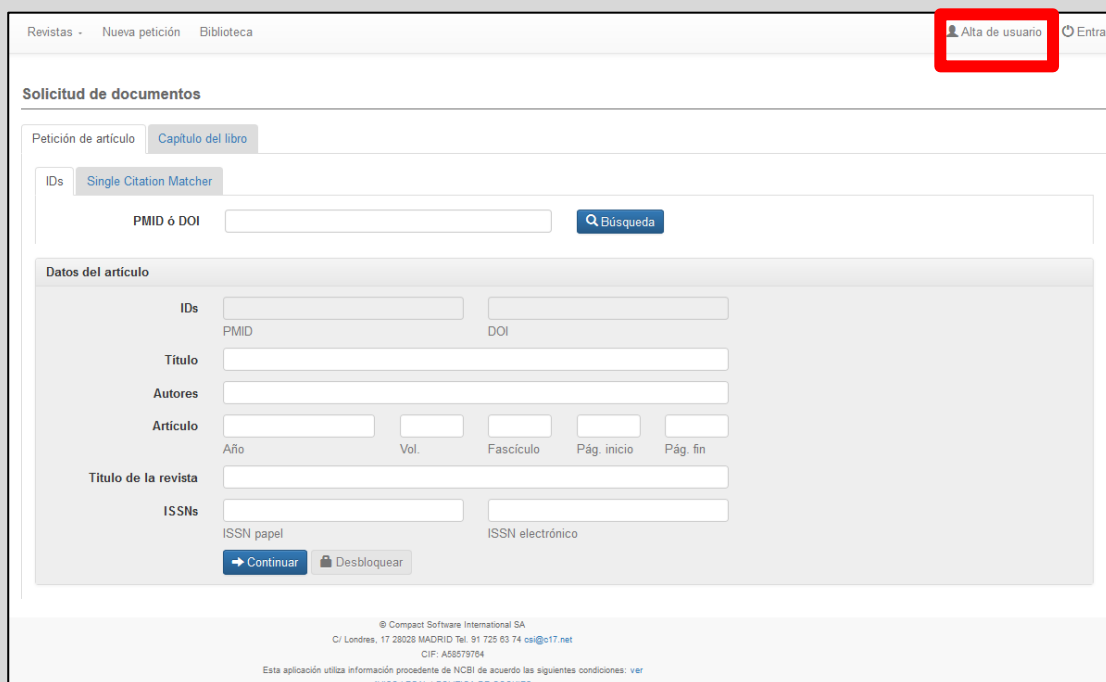 Revistas Nueva petición Biblioteca Alta de usuario Entra
Solicitud de documentos
Petición de artículo Capítulo del libro
IDs Single Citation Matcher
PMID ó DOI Búsqueda
Datos del artículo
IDs
PMID DOI
Título
Autores
Artículo
Año Vol. Fascículo Pág. inicio Pág. fin
Titulo de la revista
ISSNs
ISSN papel ISSN electrónico
Continuar Desbloquear
© Compact Software International SA
C/ Londres, 17 28028 MADRID Tel. 91 725 63 74 csi@c17.net
CIF: A58579764
Esta aplicación utiliza información procedente de NCBI de acuerdo las siguientes condiciones: ver